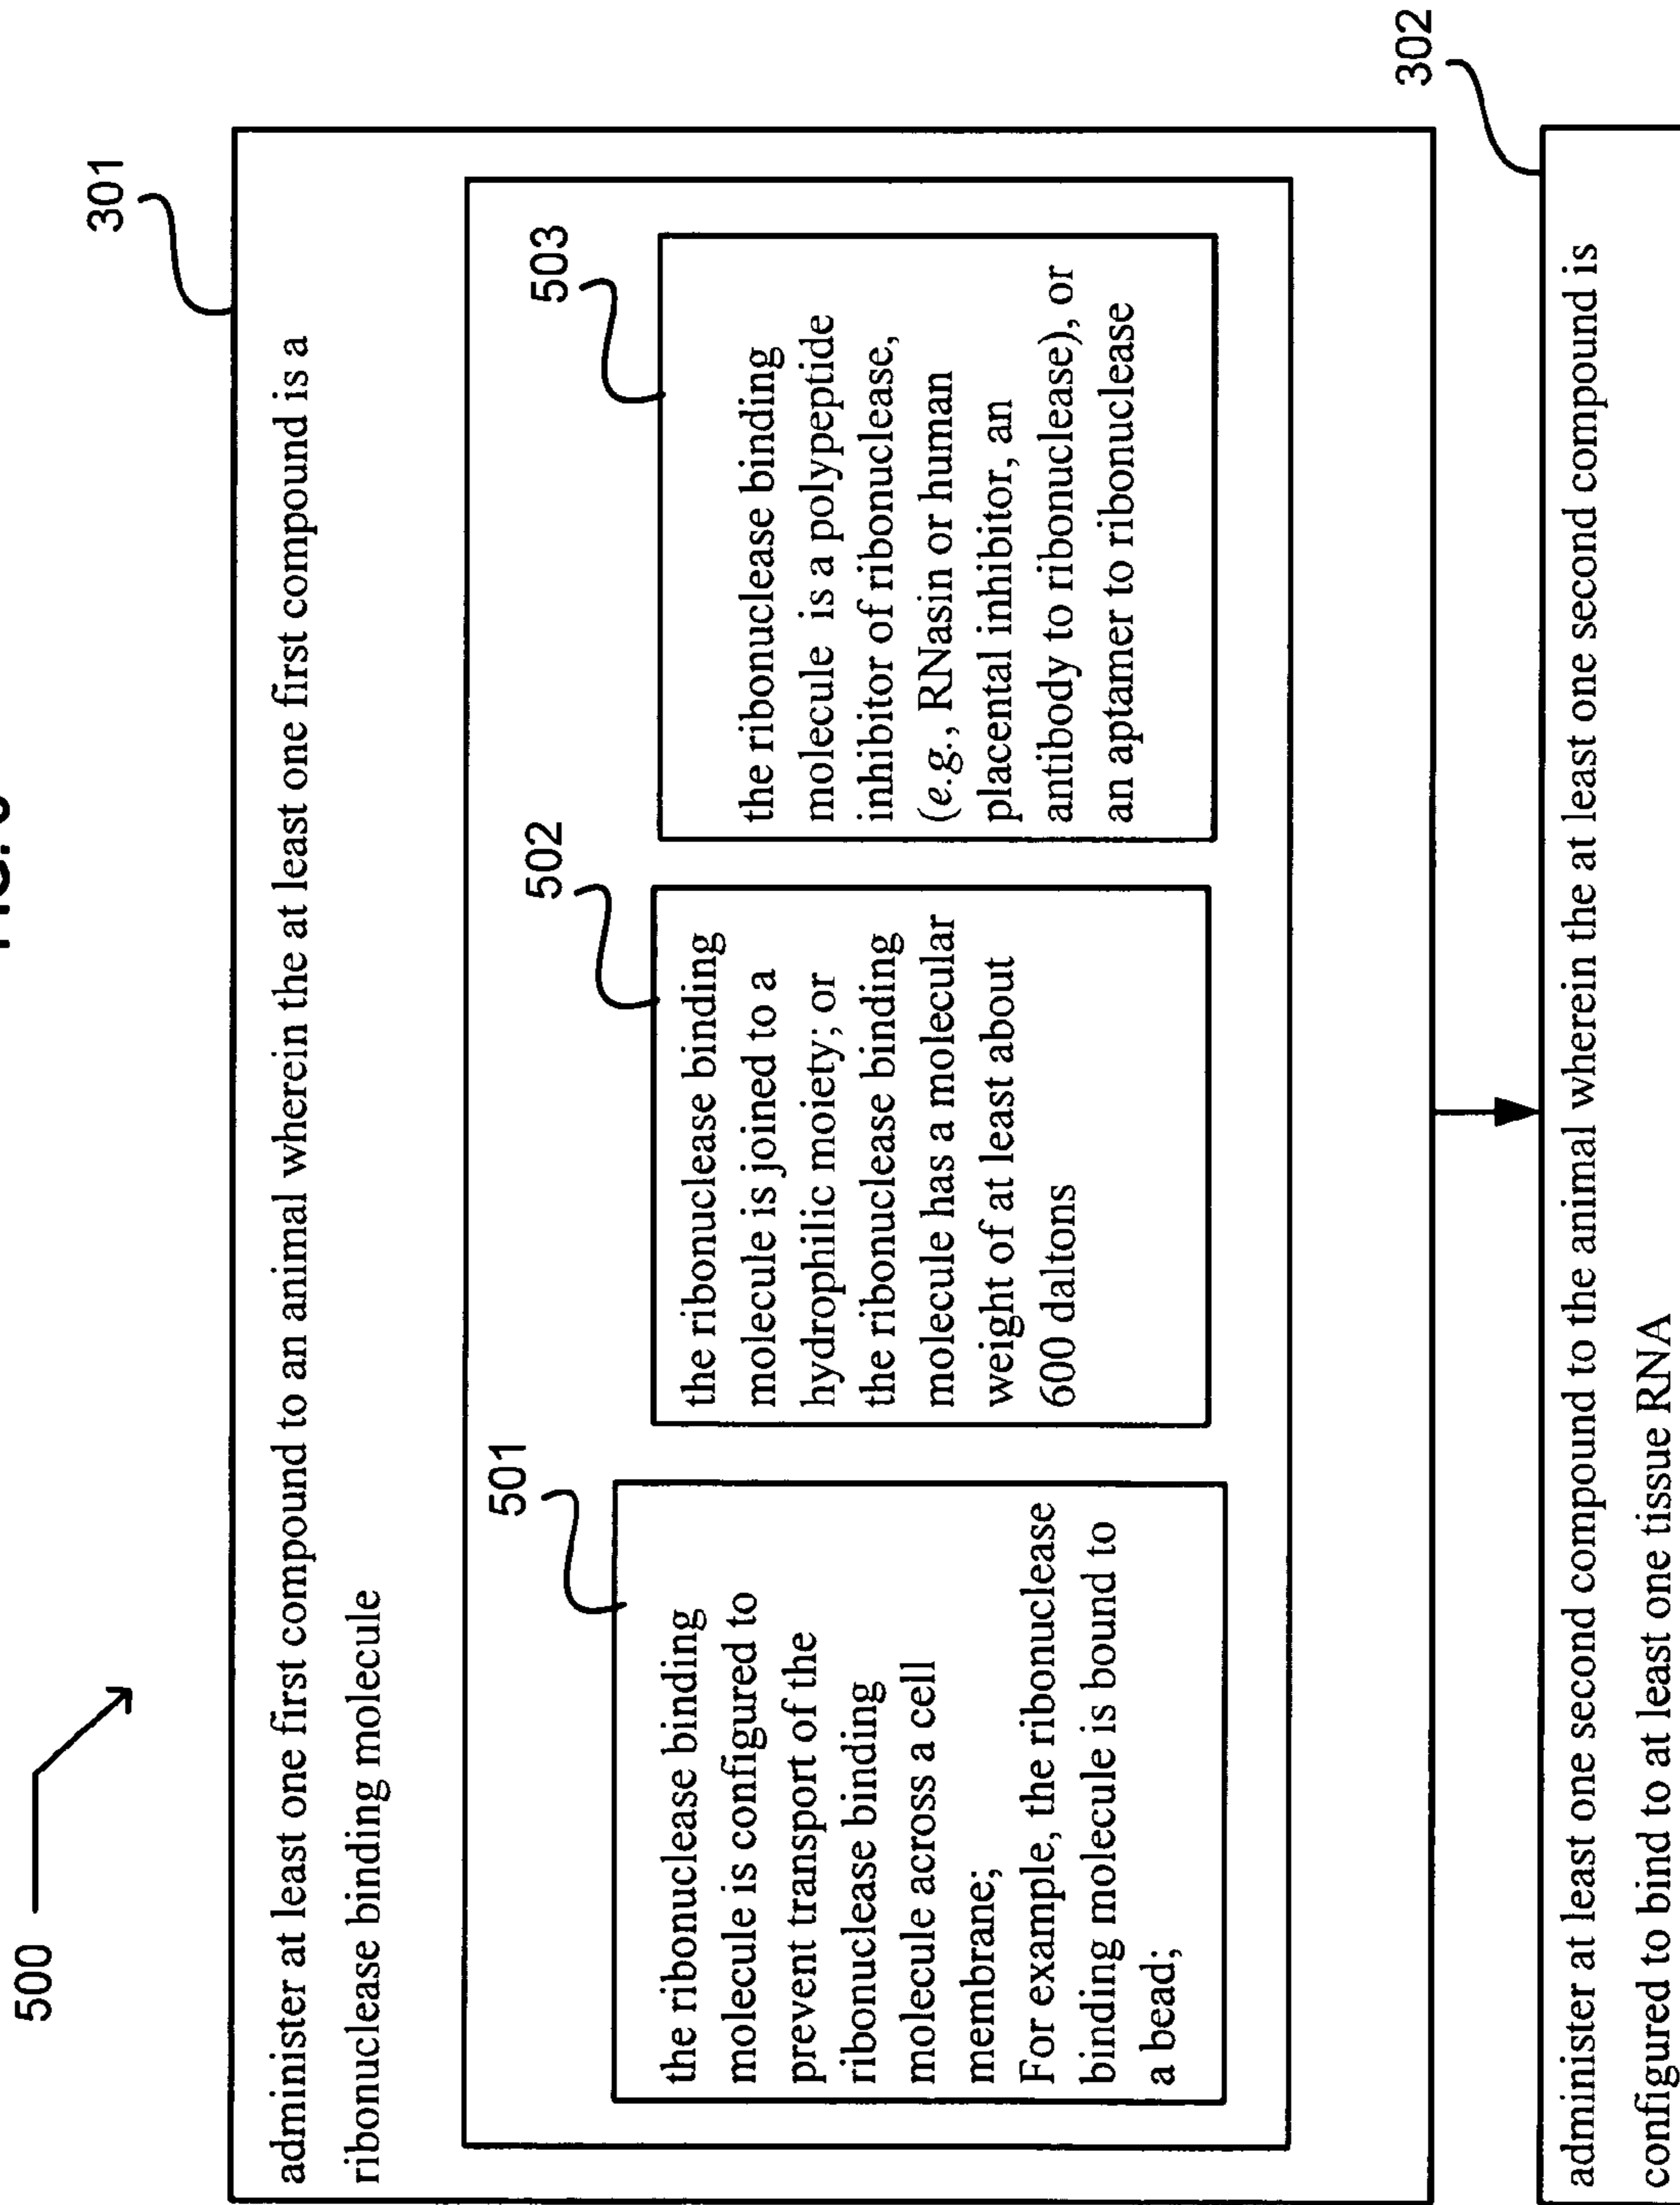 500
301
administer at least one first compound to an animal wherein the at least one first compound is a
ribonuclease binding molecule
501
the ribonuclease binding
molecule is configured to
prevent transport of the
ribonuclease binding
molecule across a cell
membrane;
For example, the ribonuclease
binding molecule is bound to
a bead;
502
the ribonuclease binding
molecule is joined to a
hydrophilic moiety; or
the ribonuclease binding
molecule has a molecular
weight of at least about
600 daltons
503
the ribonuclease binding
molecule is a polypeptide
inhibitor of ribonuclease,
(e.g., RNasin or human
placental inhibitor, an
antibody to ribonuclease), or
an aptamer to ribonuclease
302
administer at least one second compound to the animal wherein the at least one second compound is
configured to bind to at least one tissue RNA